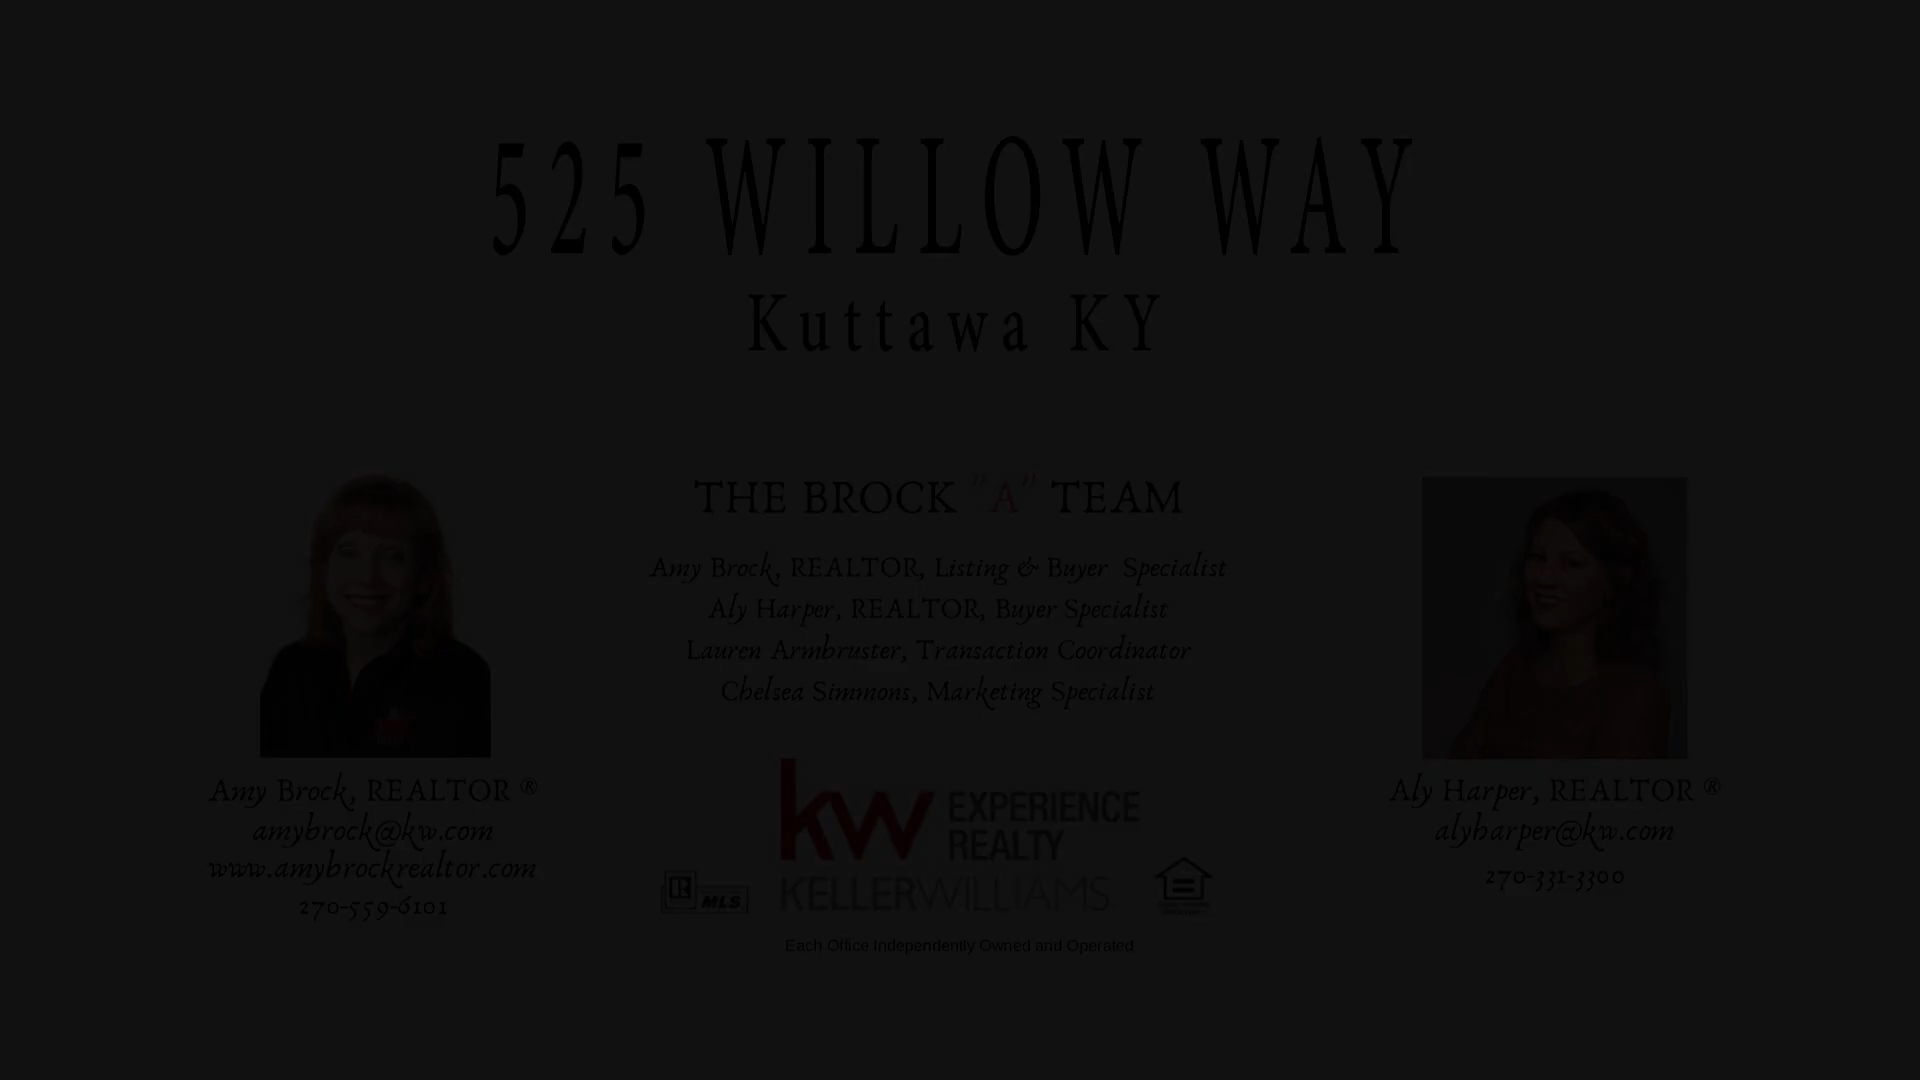 525 WILLOW WAY
Kuttawa KY
THE BROCK "A" TEAM
Amy Brock, REALTOR, Listing & Buyer Specialist
Aly Harper, REALTOR, Buyer Specialist
Lauren Armbruster, Transaction Coordinator
Chelsea Simmons, Marketing Specialist
Amy Brock, REALTOR ®
amybrock@kw.com
www.amybrockrealtor.com
270-559-6101
kw EXPERIENCE
REALTY
KELLERWILLIAMS
R MLS
Each Office Independently Owned and Operated
Aly Harper, REALTOR ®
alyharper@kw.com
270-331-3300